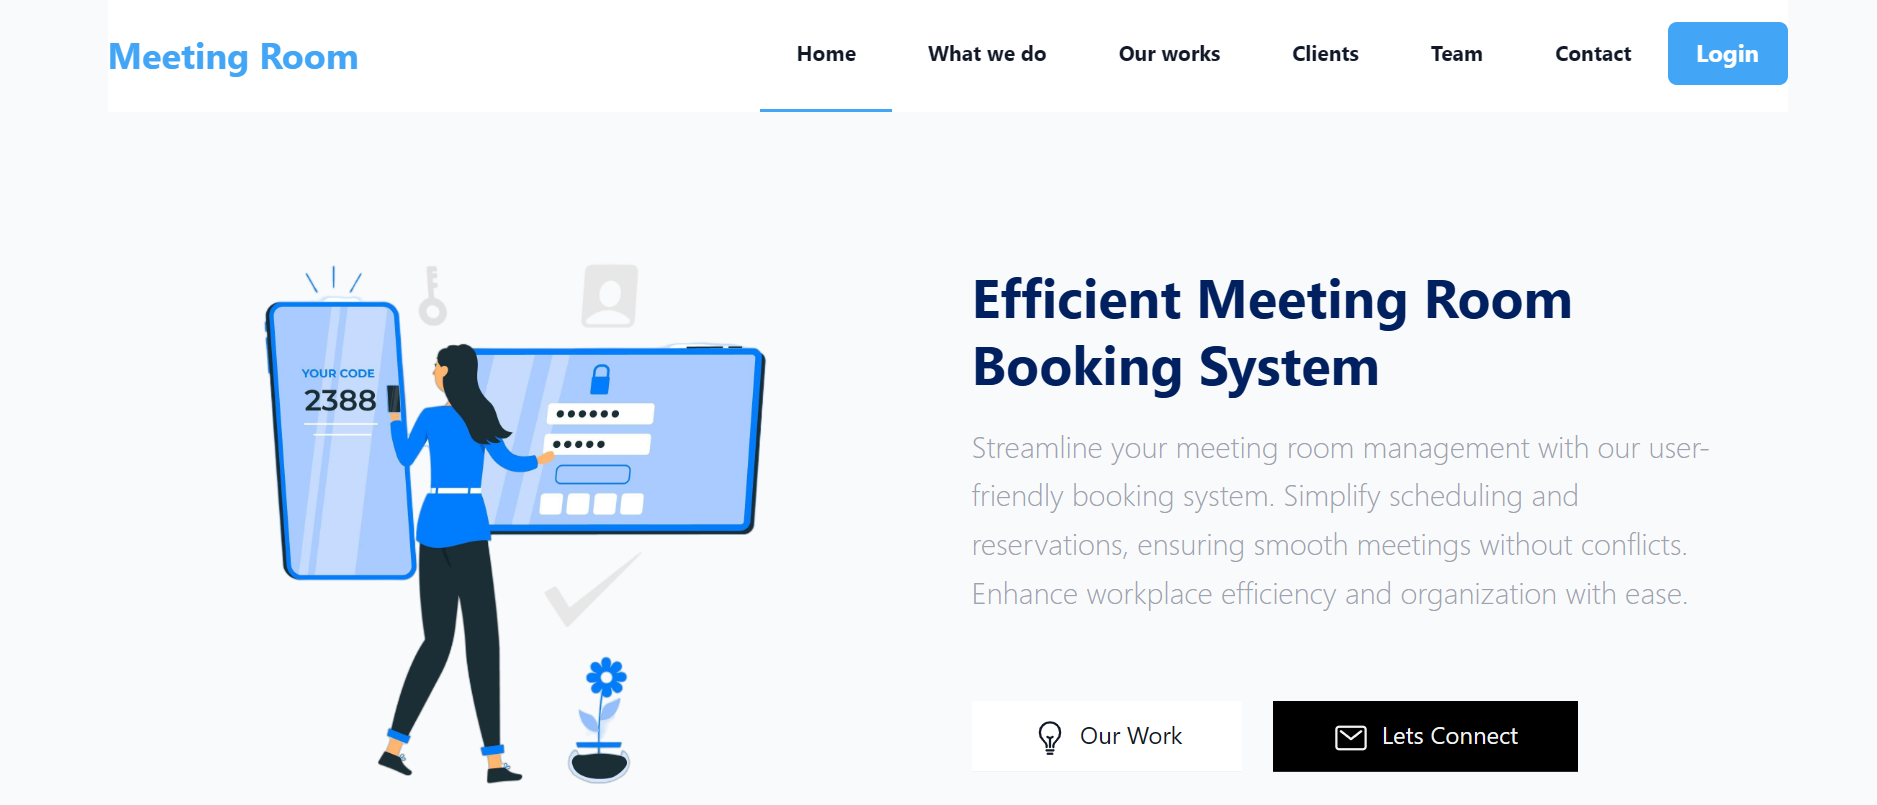 Meeting Room
Home
What we do
Our works
Clients
Team
Contact
Login
YOUR CODE
2388
Efficient Meeting Room
Booking System
Streamline your meeting room management with our user-
friendly booking system. Simplify scheduling and
reservations, ensuring smooth meetings without conflicts.
Enhance workplace efficiency and organization with ease.
Our Work
Lets Connect